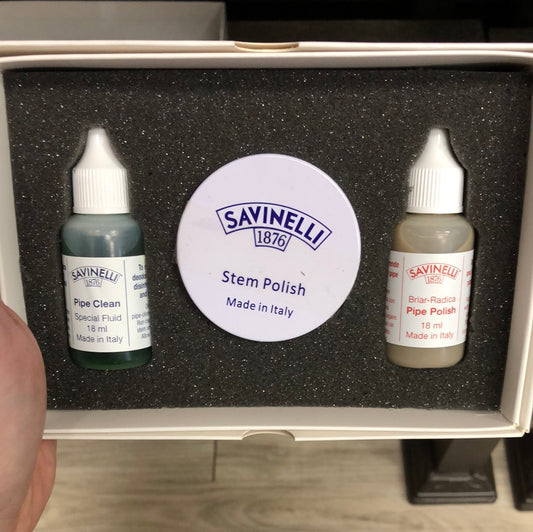 SAVINELLI
1876
Pipe Clean
Special Fluid
18 ml
Made in Italy
SAVINELLI
1876
Stem Polish
Made in Italy
SAVINELLI
1876
Briar-Radica
Pipe Polish
18 ml
Made in Italy